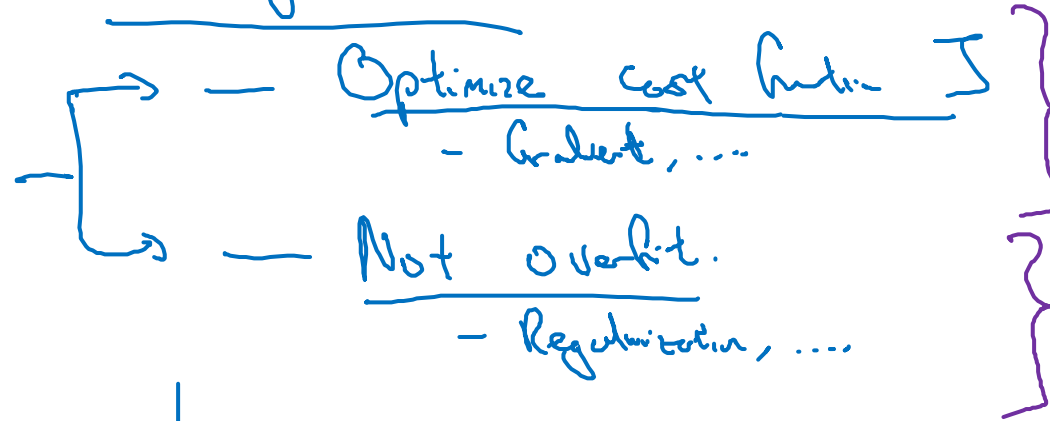 — Optimize cost function J
- Gradient, ....
— Not overfit.
- Regularization, ....